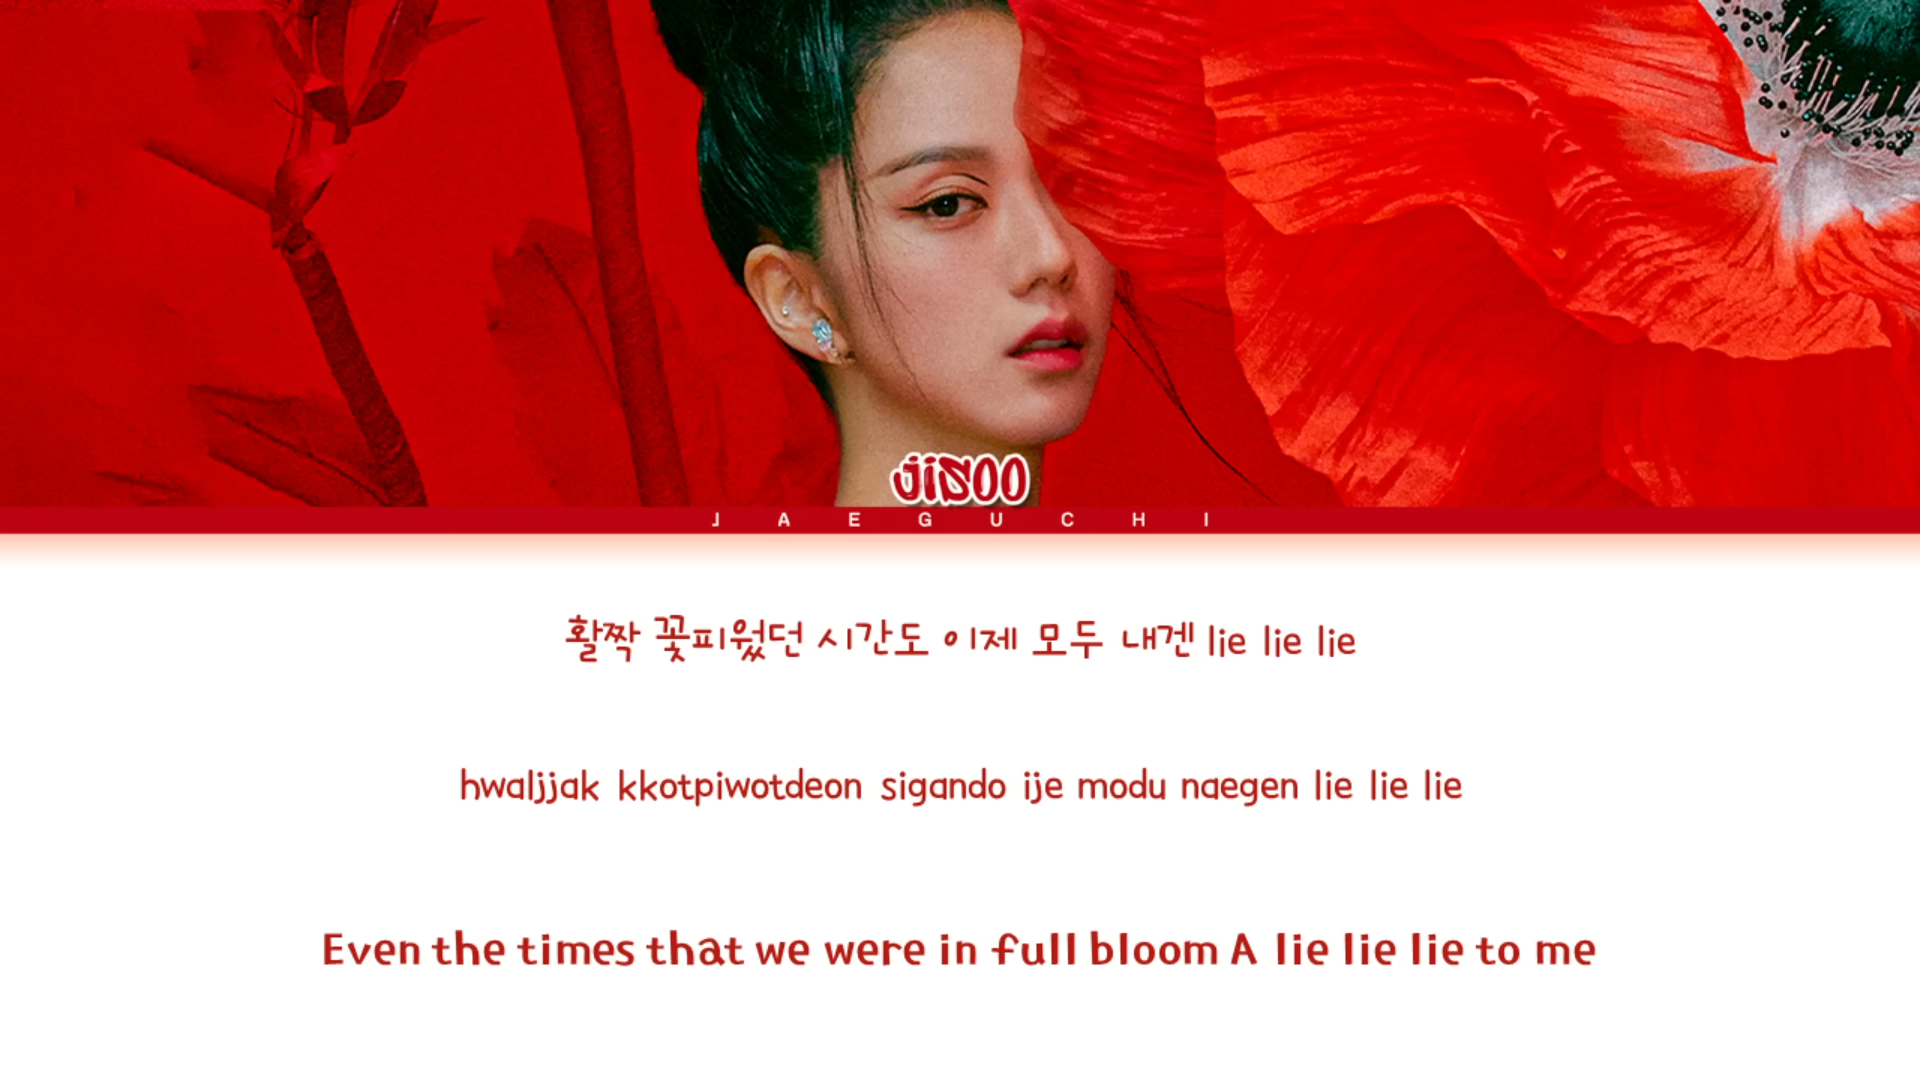 jiSOO
JAEGUCHI
활짝 꽃피웠던 시간도 이제 모두 내겐 lie lie lie
hwaljjak kkotpiwotdeon sigando ije modu naegen lie lie lie
Even the times that we were in full bloom A lie lie lie to me